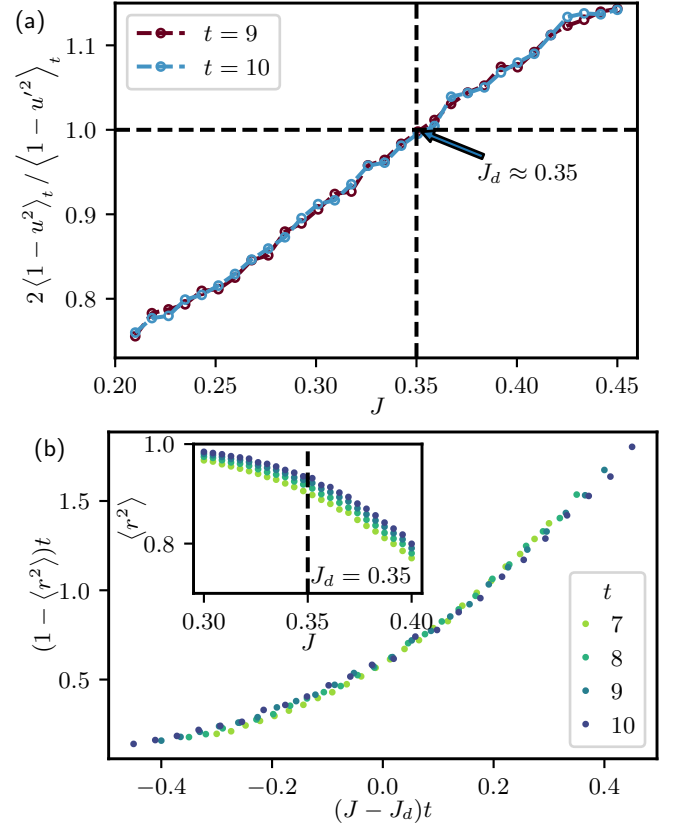 (a)
t = 9
t = 10
2⟨1 − u²⟩ₜ / ⟨1 − u′²⟩ₜ
1.1
1.0
0.9
0.8
J_d ≈ 0.35
0.20 0.25 0.30 0.35 0.40 0.45
J
(b)
(1 − ⟨r²⟩)t
1.5
1.0
0.5
⟨r²⟩
1.0
0.8
J_d = 0.35
0.30 0.35 0.40
J
t
7
8
9
10
−0.4 −0.2 0.0 0.2 0.4
(J − J_d)t